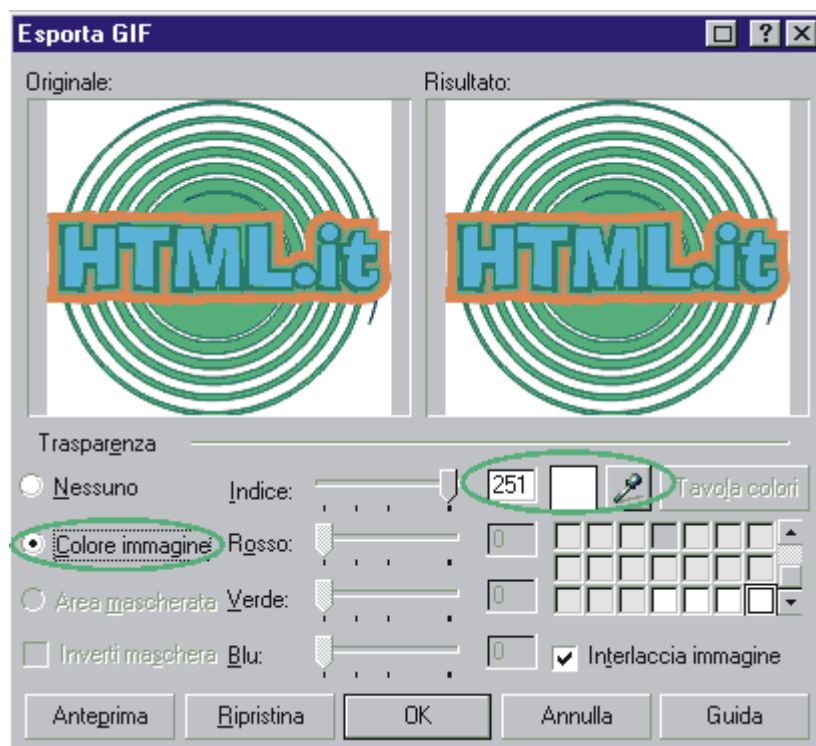 Esporta GIF
Originale: Risultato:
HTML.it HTML.it
Trasparenza
Nessuno Indice: 251 Tavola colori
Colore immagine Rosso: 0
Area mascherata Verde: 0
Inverti maschera Blu: 0 Interlaccia immagine
Anteprima Ripristina OK Annulla Guida